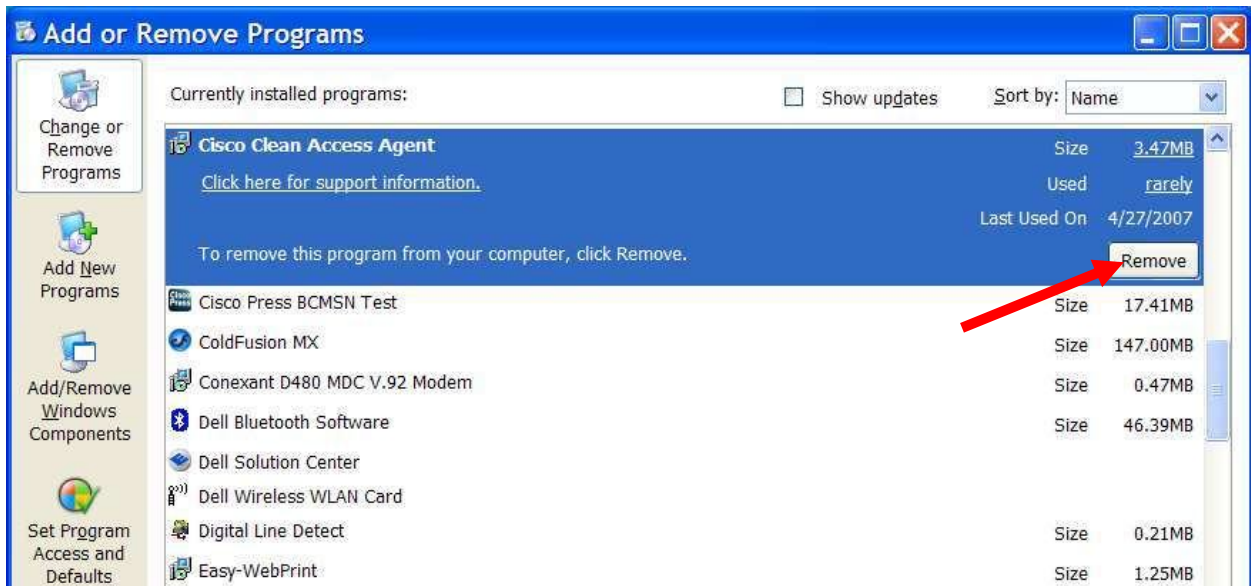 Add or Remove Programs
Currently installed programs:
Show updates
Sort by: Name
Change or
Remove
Programs
Cisco Clean Access Agent Size 3.47MB
Click here for support information. Used rarely
Last Used On 4/27/2007
To remove this program from your computer, click Remove. Remove
Add New
Programs
Cisco Press BCMSN Test Size 17.41MB
ColdFusion MX Size 147.00MB
Add/Remove
Windows
Components
Conexant D480 MDC V.92 Modem Size 0.47MB
Dell Bluetooth Software Size 46.39MB
Dell Solution Center
Dell Wireless WLAN Card
Set Program
Access and
Defaults
Digital Line Detect Size 0.21MB
Easy-WebPrint Size 1.25MB